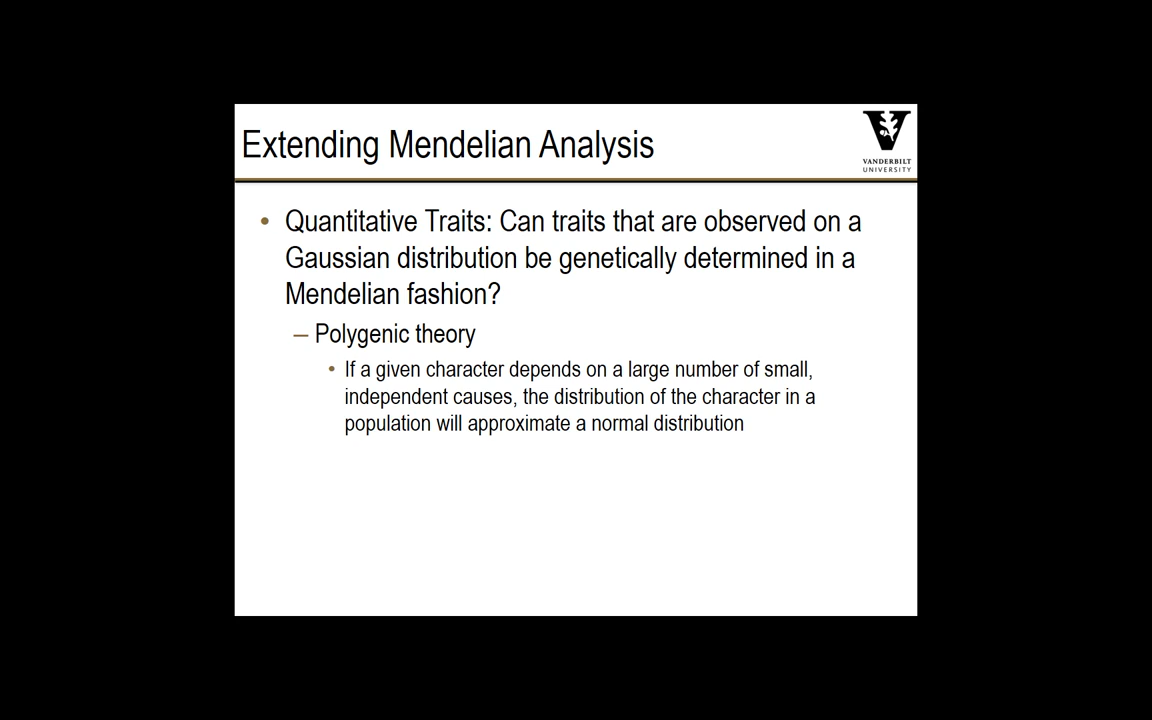 Extending Mendelian Analysis
VANDERBILT
UNIVERSITY
• Quantitative Traits: Can traits that are observed on a
Gaussian distribution be genetically determined in a
Mendelian fashion?
– Polygenic theory
• If a given character depends on a large number of small,
independent causes, the distribution of the character in a
population will approximate a normal distribution